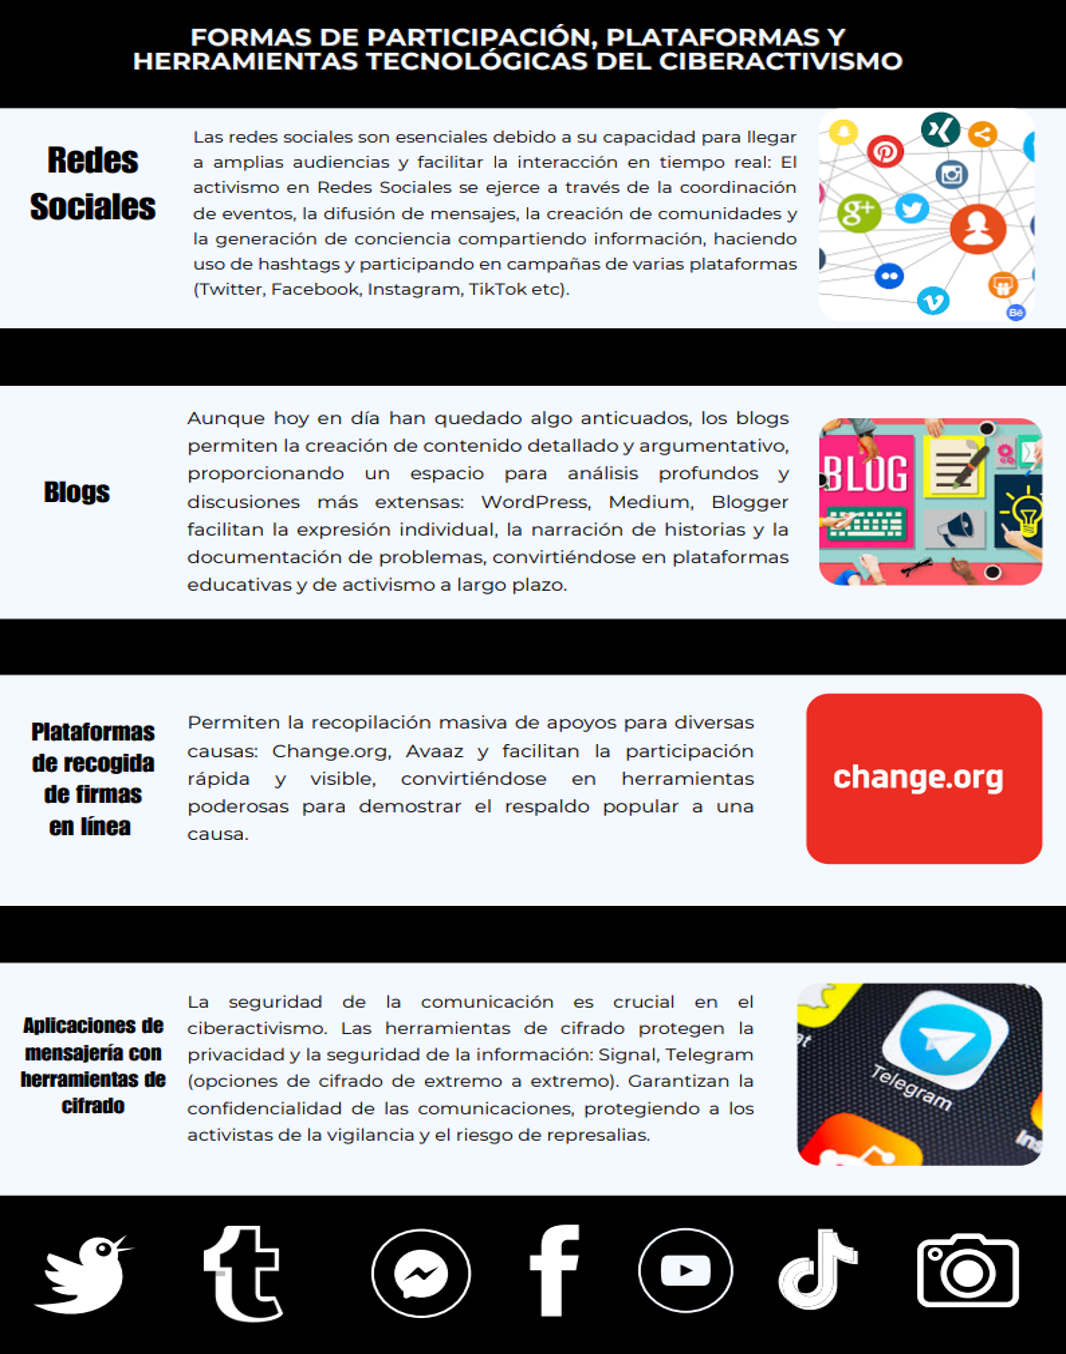 FORMAS DE PARTICIPACIÓN, PLATAFORMAS Y
HERRAMIENTAS TECNOLÓGICAS DEL CIBERACTIVISMO
Redes
Sociales
Las redes sociales son esenciales debido a su capacidad para llegar
a amplias audiencias y facilitar la interacción en tiempo real: El
activismo en Redes Sociales se ejerce a través de la coordinación
de eventos, la difusión de mensajes, la creación de comunidades y
la generación de conciencia compartiendo información, haciendo
uso de hashtags y participando en campañas de varias plataformas
(Twitter, Facebook, Instagram, TikTok etc).
g+
Bē
Blogs
Aunque hoy en día han quedado algo anticuados, los blogs
permiten la creación de contenido detallado y argumentativo,
proporcionando un espacio para análisis profundos y
discusiones más extensas: WordPress, Medium, Blogger
facilitan la expresión individual, la narración de historias y la
documentación de problemas, convirtiéndose en plataformas
educativas y de activismo a largo plazo.
BLOG
Plataformas
de recogida
de firmas
en línea
Permiten la recopilación masiva de apoyos para diversas
causas: Change.org, Avaaz y facilitan la participación
rápida y visible, convirtiéndose en herramientas
poderosas para demostrar el respaldo popular a una
causa.
change.org
Aplicaciones de
mensajería con
herramientas de
cifrado
La seguridad de la comunicación es crucial en el
ciberactivismo. Las herramientas de cifrado protegen la
privacidad y la seguridad de la información: Signal, Telegram
(opciones de cifrado de extremo a extremo). Garantizan la
confidencialidad de las comunicaciones, protegiendo a los
activistas de la vigilancia y el riesgo de represalias.
at
Telegram
Ins